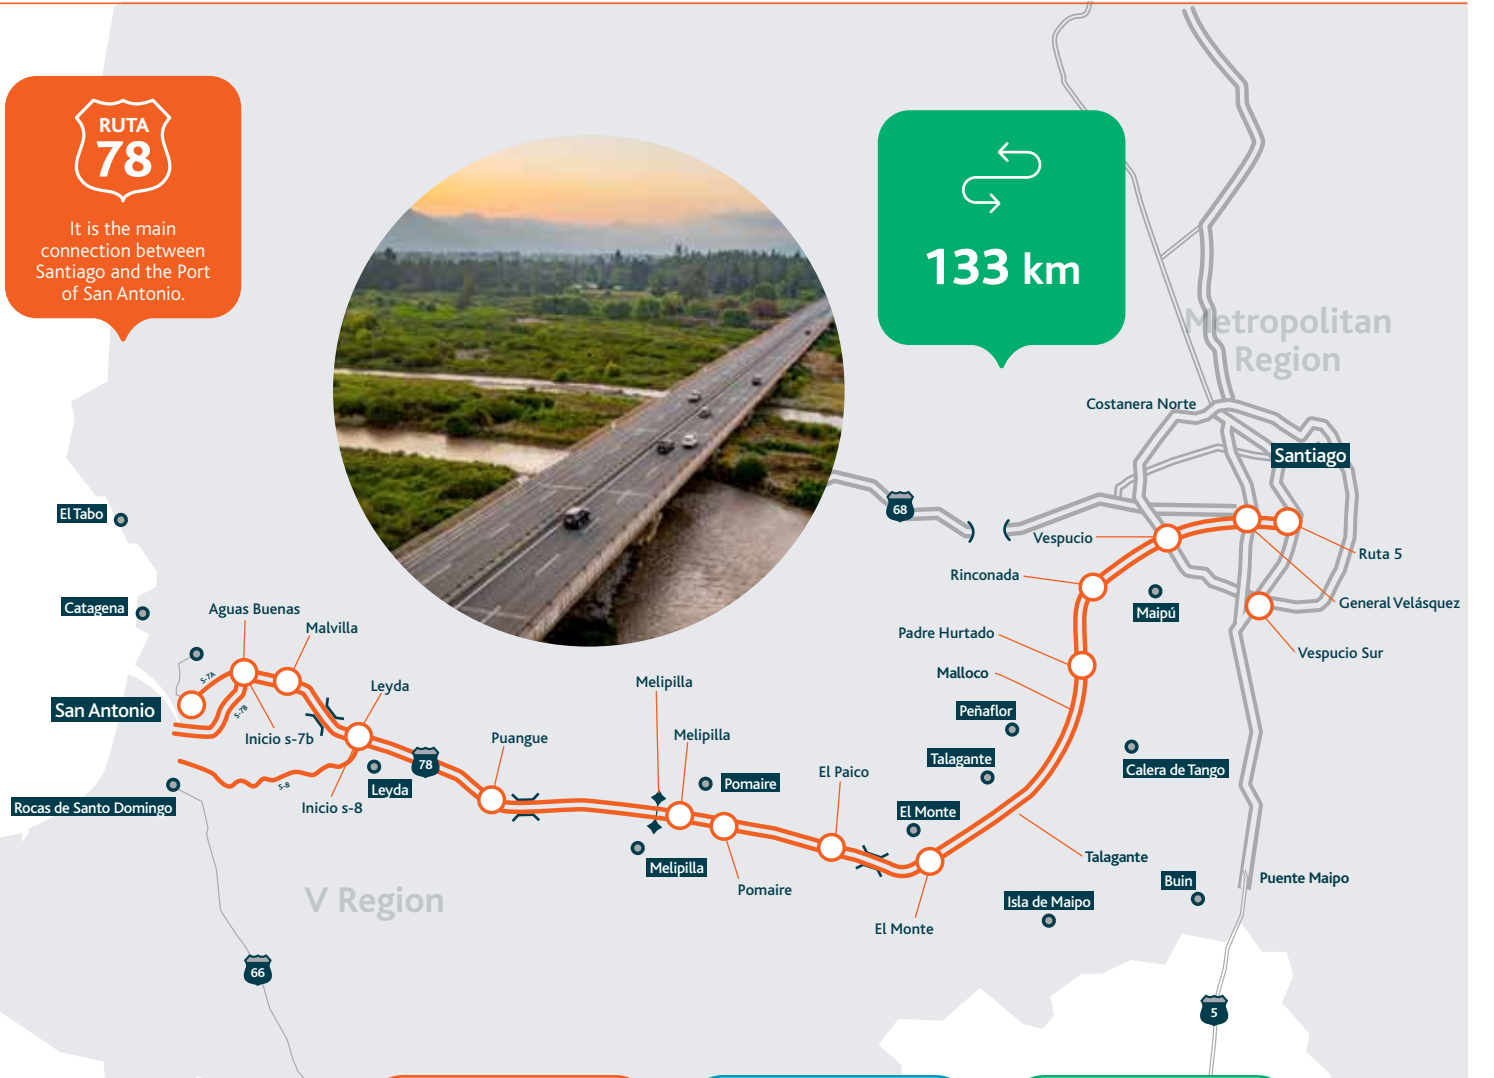 RUTA
78
It is the main
connection between
Santiago and the Port
of San Antonio.
133 km
Metropolitan
Region
Costanera Norte
Santiago
68
Vespucio
Ruta 5
Rinconada
General Velásquez
Maipú
Padre Hurtado
Vespucio Sur
Malloco
El Tabo
Catagena
Aguas Buenas
Malvilla
S-7A
San Antonio
S-7B
Leyda
Inicio s-7b
Melipilla
Peñaflor
Puangue
Melipilla
78
Talagante
Calera de Tango
El Paico
Pomaire
Leyda
S-8
Rocas de Santo Domingo
Inicio s-8
El Monte
Talagante
Melipilla
Pomaire
Buin
Puente Maipo
V Region
Isla de Maipo
El Monte
66
5